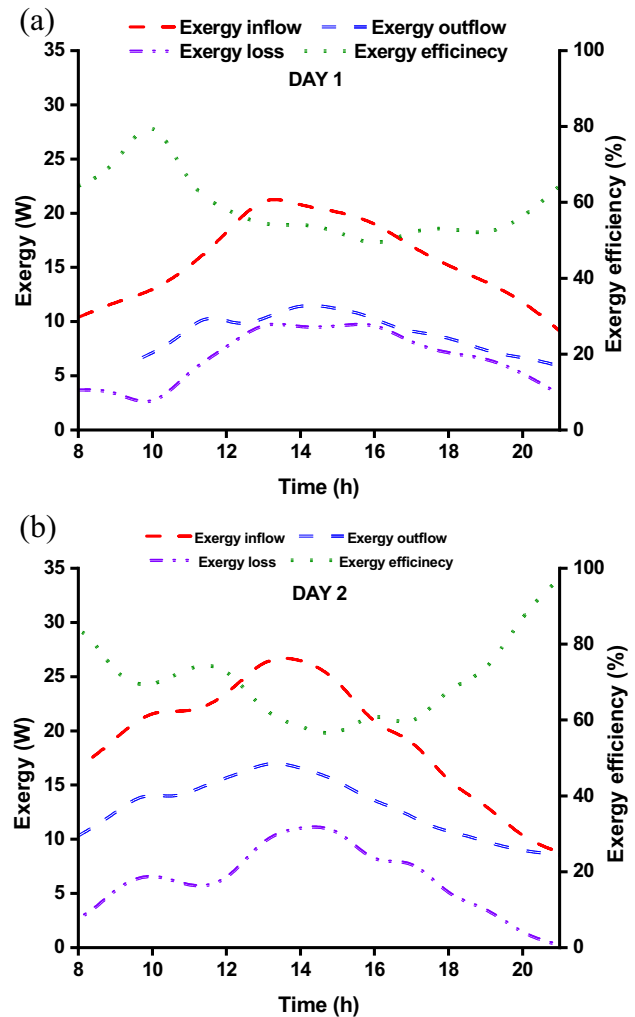 (a)
Exergy inflow Exergy outflow
Exergy loss Exergy efficinecy
DAY 1
35 100
30
80
25
20 60
15
40
10
20
5
0 0
8 10 12 14 16 18 20
Exergy (W)
Exergy efficiency (%)
Time (h)
(b)
Exergy inflow Exergy outflow
Exergy loss Exergy efficinecy
DAY 2
35 100
30
80
25
20 60
15
40
10
20
5
0 0
8 10 12 14 16 18 20
Exergy (W)
Exergy efficiency (%)
Time (h)